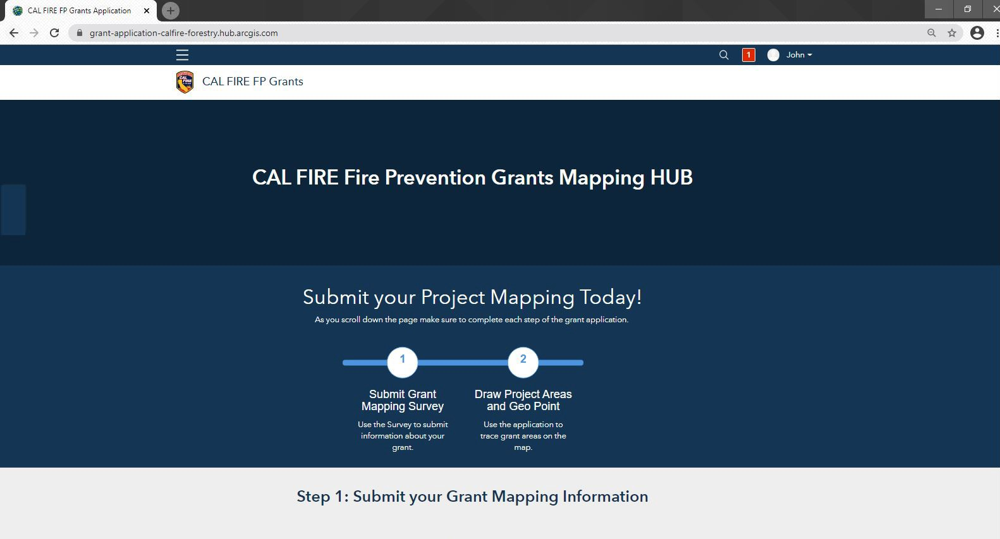 CAL FIRE FP Grants Application
grant-application-calfire-forestry.hub.arcgis.com
1
John
CAL FIRE
CAL FIRE FP Grants
CAL FIRE Fire Prevention Grants Mapping HUB
Submit your Project Mapping Today!
As you scroll down the page make sure to complete each step of the grant application.
1
2
Submit Grant
Mapping Survey
Use the Survey to submit
information about your
grant.
Draw Project Areas
and Geo Point
Use the application to
trace grant areas on the
map.
Step 1: Submit your Grant Mapping Information